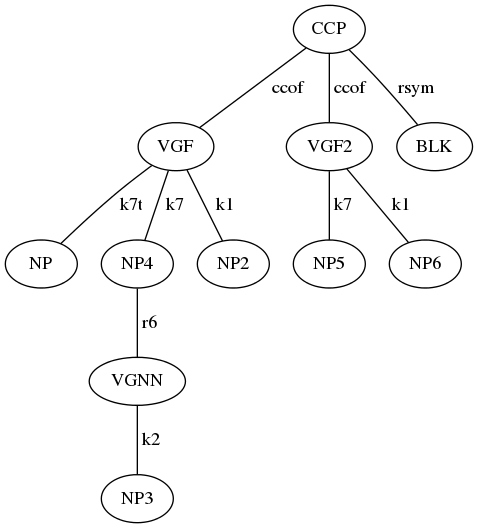 CCP
ccof ccof rsym
VGF VGF2 BLK
k7t k7 k1 k7 k1
NP NP4 NP2 NP5 NP6
r6
VGNN
k2
NP3